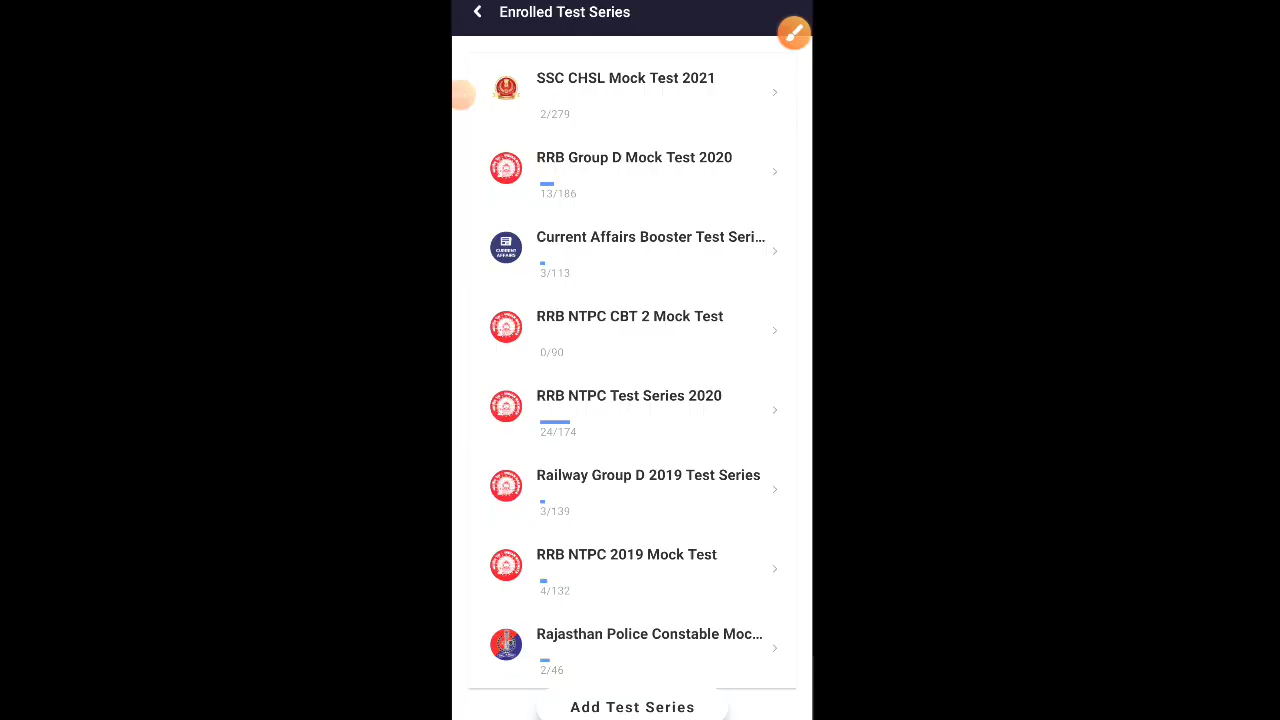 Enrolled Test Series
SSC CHSL Mock Test 2021
2/279
RRB Group D Mock Test 2020
13/186
Current Affairs Booster Test Seri...
CURRENT
AFFAIRS
3/113
RRB NTPC CBT 2 Mock Test
0/90
RRB NTPC Test Series 2020
24/174
Railway Group D 2019 Test Series
3/139
RRB NTPC 2019 Mock Test
4/132
Rajasthan Police Constable Moc...
2/46
Add Test Series